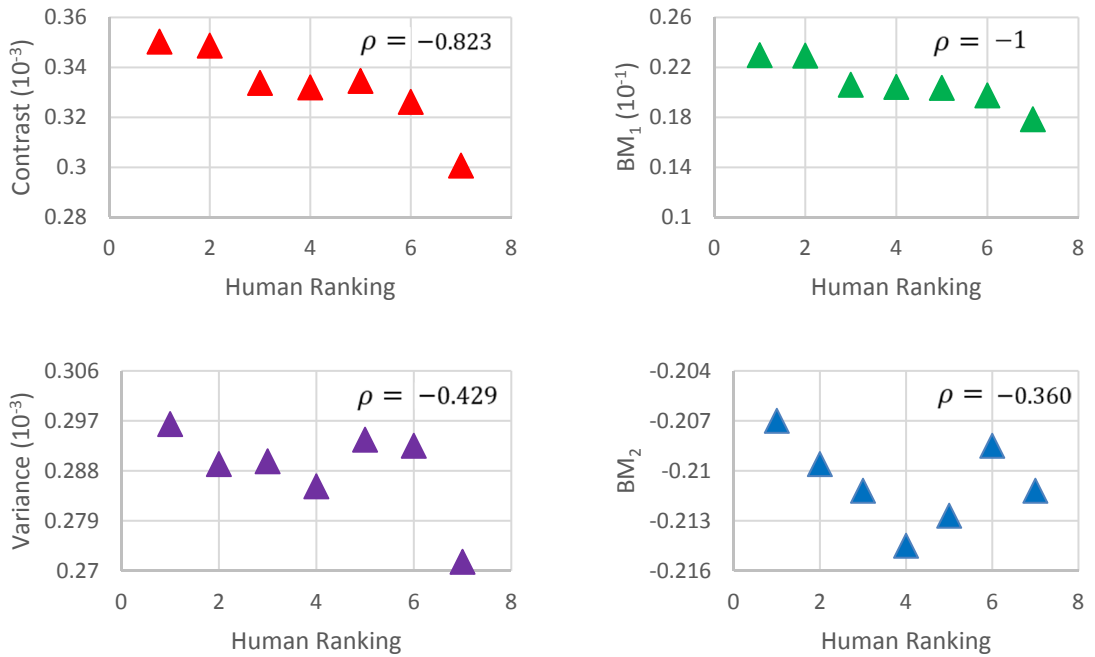 Contrast (10⁻³)
0.36
0.34
0.32
0.3
0.28
ρ = −0.823
0 2 4 6 8
Human Ranking
BM₁ (10⁻¹)
0.26
0.22
0.18
0.14
0.1
ρ = −1
0 2 4 6 8
Human Ranking
Variance (10⁻³)
0.306
0.297
0.288
0.279
0.27
ρ = −0.429
0 2 4 6 8
Human Ranking
BM₂
-0.204
-0.207
-0.21
-0.213
-0.216
ρ = −0.360
0 2 4 6 8
Human Ranking